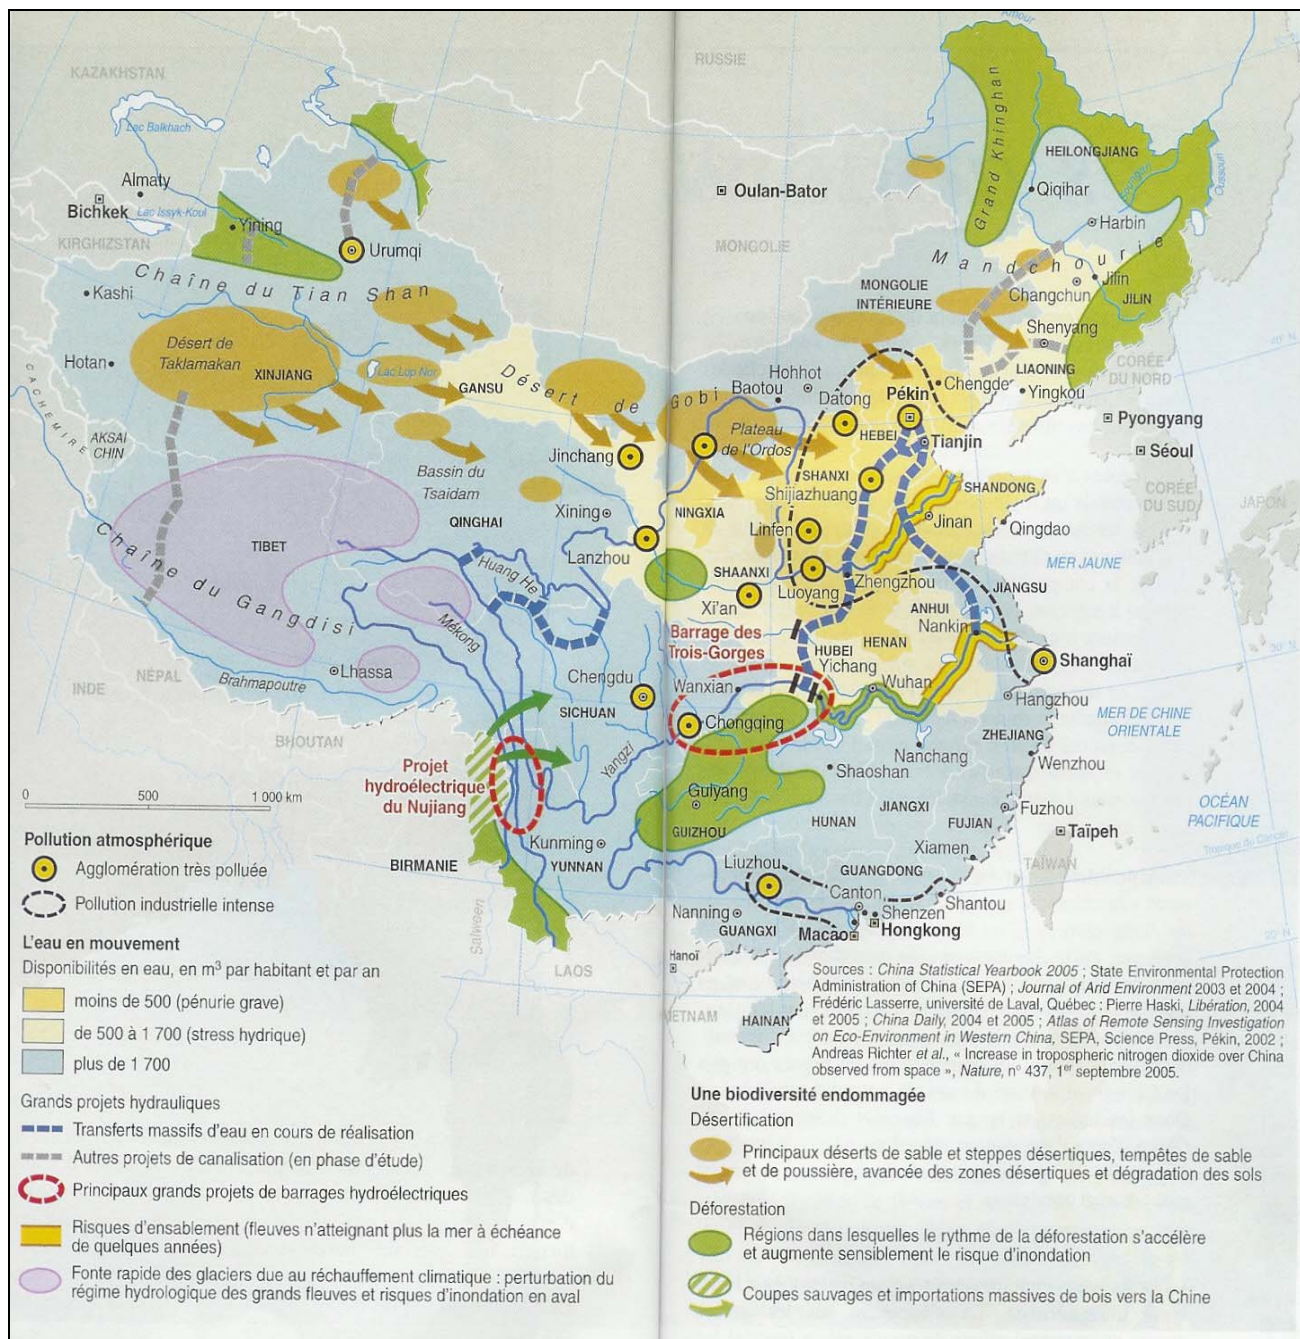 Amour
RUSSIE
KAZAKHSTAN
Lac Balkhach
Grand Khinghan
HEILONGJIANG
Soungari
Oussouri
Almaty
Bichkek
Lac Issyk-Koul
Yining
Oulan-Bator
Qiqihar
Harbin
KIRGHIZSTAN
Urumqi
MONGOLIE
Mandchourie
Chaîne du Tian Shan
Kashi
MONGOLIE
INTÉRIEURE
Changchun
Jilin
JILIN
Désert de
Taklamakan
Shenyang
Hotan
XINJIANG
Lac Lop Nor
GANSU
Désert de Gobi
Hohhot
Baotou
Datong
Pékin
Chengde
LIAONING
Yingkou
CORÉE
DU NORD
40° N
CACHEMIRE
AKSAI
CHIN
Plateau
de l'Ordos
HEBEI
Tianjin
Pyongyang
Séoul
Jinchang
Bassin du
Tsaidam
SHANXI
Shijiazhuang
SHANDONG
CORÉE
DU SUD
JAPON
Xining
QINGHAI
NINGXIA
Linfen
Jinan
Qingdao
TIBET
Lanzhou
Huang He
SHAANXI
Luoyang
Zhengzhou
MER JAUNE
JIANGSU
Chaîne du Gangdisi
Xi'an
ANHUI
Nankin
Mékong
Barrage des
Trois-Gorges
HENAN
HUBEI
Yichang
Shanghaï
30° N
Lhassa
NÉPAL
INDE
Brahmapoutre
Chengdu
Wanxian
Wuhan
Hangzhou
SICHUAN
Chongqing
MER DE CHINE
ORIENTALE
BHOUTAN
Yangzi
Nanchang
ZHEJIANG
Wenzhou
Projet
hydroélectrique
du Nujiang
Shaoshan
0 500 1 000 km
Guiyang
JIANGXI
Fuzhou
OCÉAN
PACIFIQUE
GUIZHOU
HUNAN
FUJIAN
Taïpeh
Kunming
Xiamen
Tropique du Cancer
BIRMANIE
YUNNAN
Liuzhou
GUANGDONG
TAÏWAN
Canton
Shantou
Salween
Nanning
GUANGXI
Shenzen
Macao
Hongkong
20° N
Hanoï
LAOS
VIETNAM
HAINAN
Pollution atmosphérique
Agglomération très polluée
Pollution industrielle intense
L'eau en mouvement
Disponibilités en eau, en m³ par habitant et par an
moins de 500 (pénurie grave)
de 500 à 1 700 (stress hydrique)
plus de 1 700
Grands projets hydrauliques
Transferts massifs d'eau en cours de réalisation
Autres projets de canalisation (en phase d'étude)
Principaux grands projets de barrages hydroélectriques
Risques d'ensablement (fleuves n'atteignant plus la mer à échéance
de quelques années)
Fonte rapide des glaciers due au réchauffement climatique : perturbation du
régime hydrologique des grands fleuves et risques d'inondation en aval
Sources : China Statistical Yearbook 2005 ; State Environmental Protection
Administration of China (SEPA) ; Journal of Arid Environment 2003 et 2004 ;
Frédéric Lasserre, université de Laval, Québec : Pierre Haski, Libération, 2004
et 2005 ; China Daily, 2004 et 2005 ; Atlas of Remote Sensing Investigation
on Eco-Environment in Western China, SEPA, Science Press, Pékin, 2002 ;
Andreas Richter et al., « Increase in tropospheric nitrogen dioxide over China
observed from space », Nature, n° 437, 1er septembre 2005.
Une biodiversité endommagée
Désertification
Principaux déserts de sable et steppes désertiques, tempêtes de sable
et de poussière, avancée des zones désertiques et dégradation des sols
Déforestation
Régions dans lesquelles le rythme de la déforestation s'accélère
et augmente sensiblement le risque d'inondation
Coupes sauvages et importations massives de bois vers la Chine